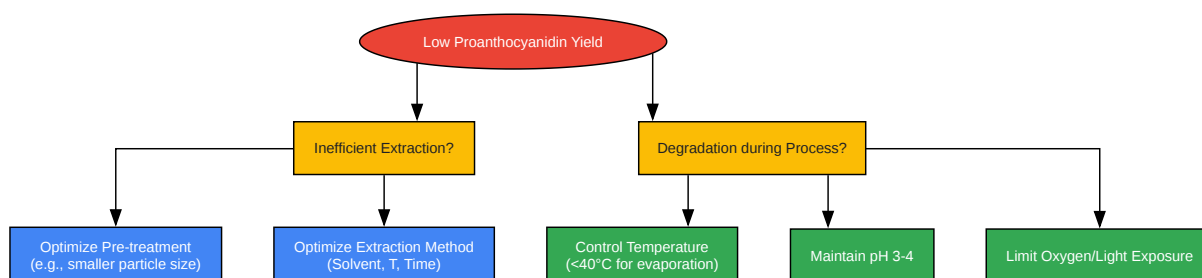 Low Proanthocyanidin Yield
Inefficient Extraction?
Degradation during Process?
Optimize Pre-treatment
(e.g., smaller particle size)
Optimize Extraction Method
(Solvent, T, Time)
Control Temperature
(<40°C for evaporation)
Maintain pH 3-4
Limit Oxygen/Light Exposure